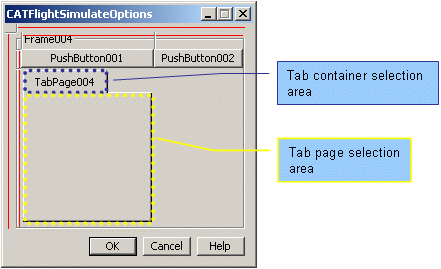 CATFlightSimulateOptions
Frame004
PushButton001 PushButton002
TabPage004
Tab container selection
area
Tab page selection
area
OK Cancel Help